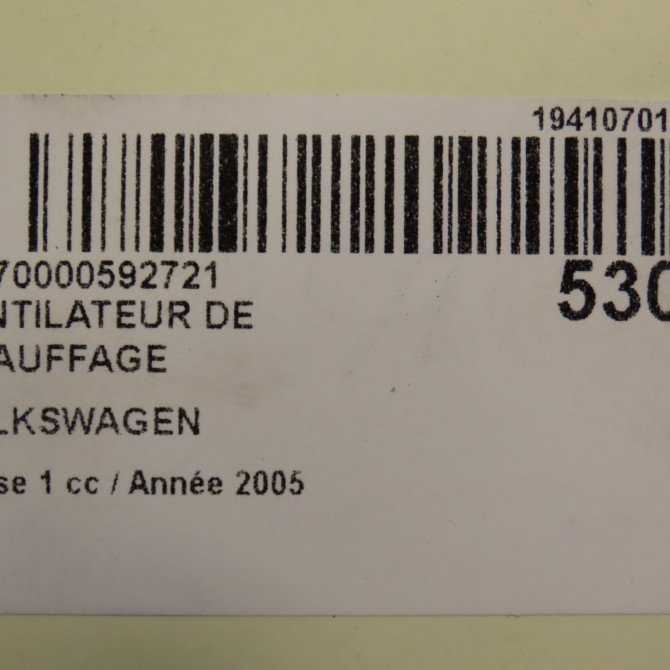 19410701
70000592721
530
NTILATEUR DE
AUFFAGE
LKSWAGEN
se 1 cc / Année 2005